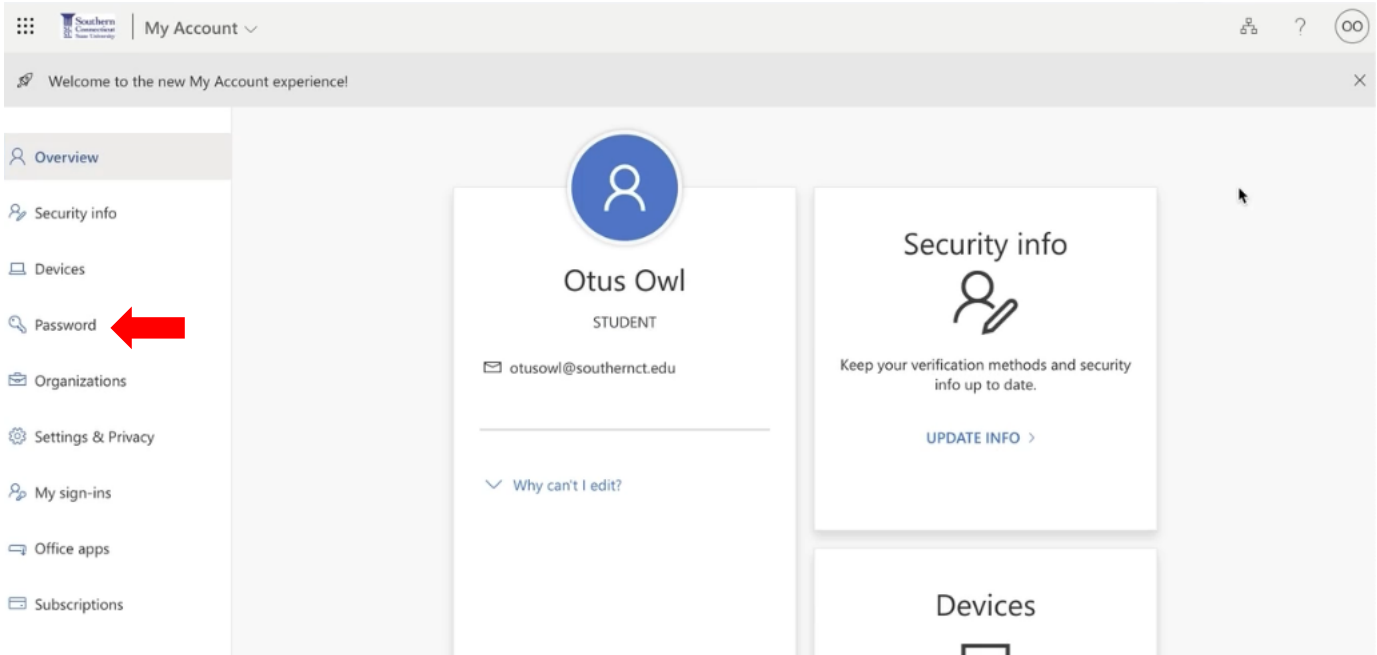 Southern
Connecticut
State University
My Account
?
OO
Welcome to the new My Account experience!
Overview
Security info
Devices
Password
Organizations
Settings & Privacy
My sign-ins
Office apps
Subscriptions
Otus Owl
STUDENT
otusowl@southernct.edu
Why can't I edit?
Security info
Keep your verification methods and security
info up to date.
UPDATE INFO
Devices